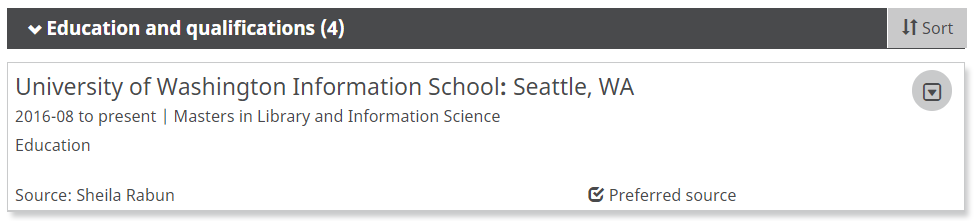 Education and qualifications (4)
Sort
University of Washington Information School: Seattle, WA
2016-08 to present | Masters in Library and Information Science
Education
Source: Sheila Rabun
Preferred source